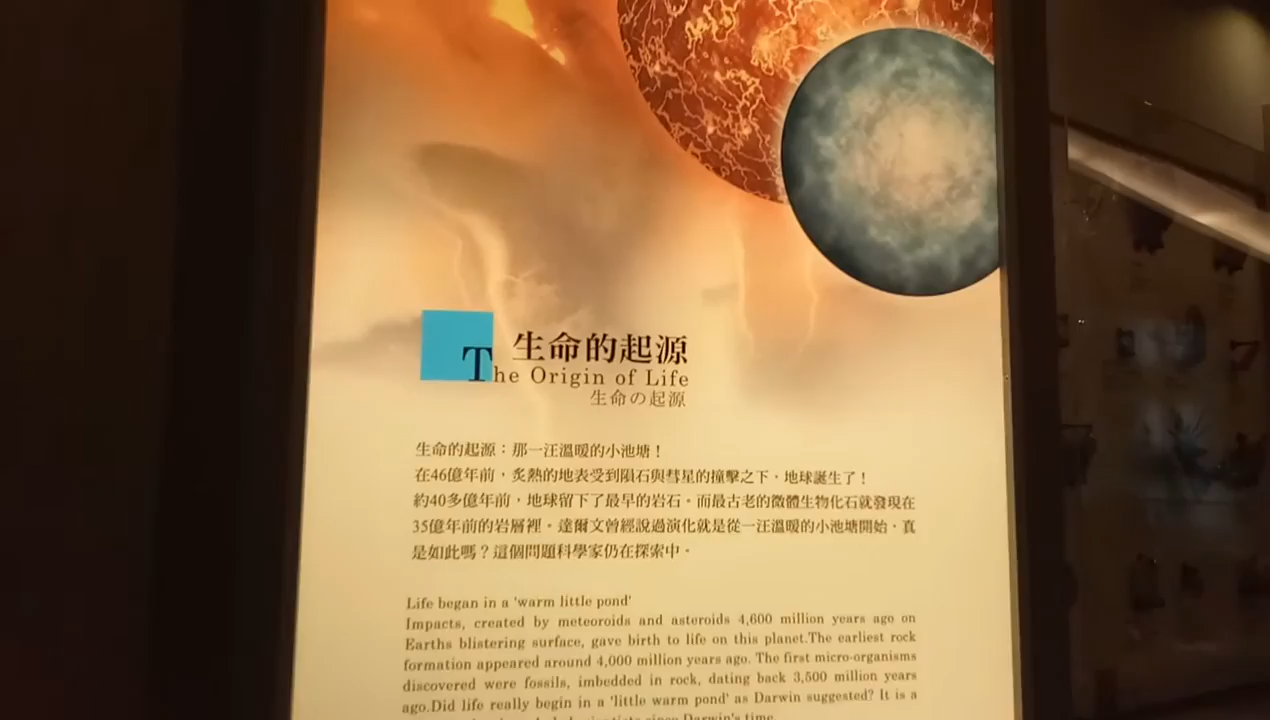 生命的起源
The Origin of Life
生命の起源
生命的起源：那一汪溫暖的小池塘！
在46億年前，炙熱的地表受到隕石與彗星的撞擊之下，地球誕生了！
約40多億年前，地球留下了最早的岩石。而最古老的微體生物化石就發現在
35億年前的岩層裡。達爾文曾經說過演化就是從一汪溫暖的小池塘開始，真
是如此嗎？這個問題科學家仍在探索中。
Life began in a 'warm little pond'
Impacts, created by meteoroids and asteroids 4,600 million years ago on
Earths blistering surface, gave birth to life on this planet.The earliest rock
formation appeared around 4,000 million years ago. The first micro-organisms
discovered were fossils, imbedded in rock, dating back 3,500 million years
ago.Did life really begin in a 'little warm pond' as Darwin suggested? It is a
since Darwin's time